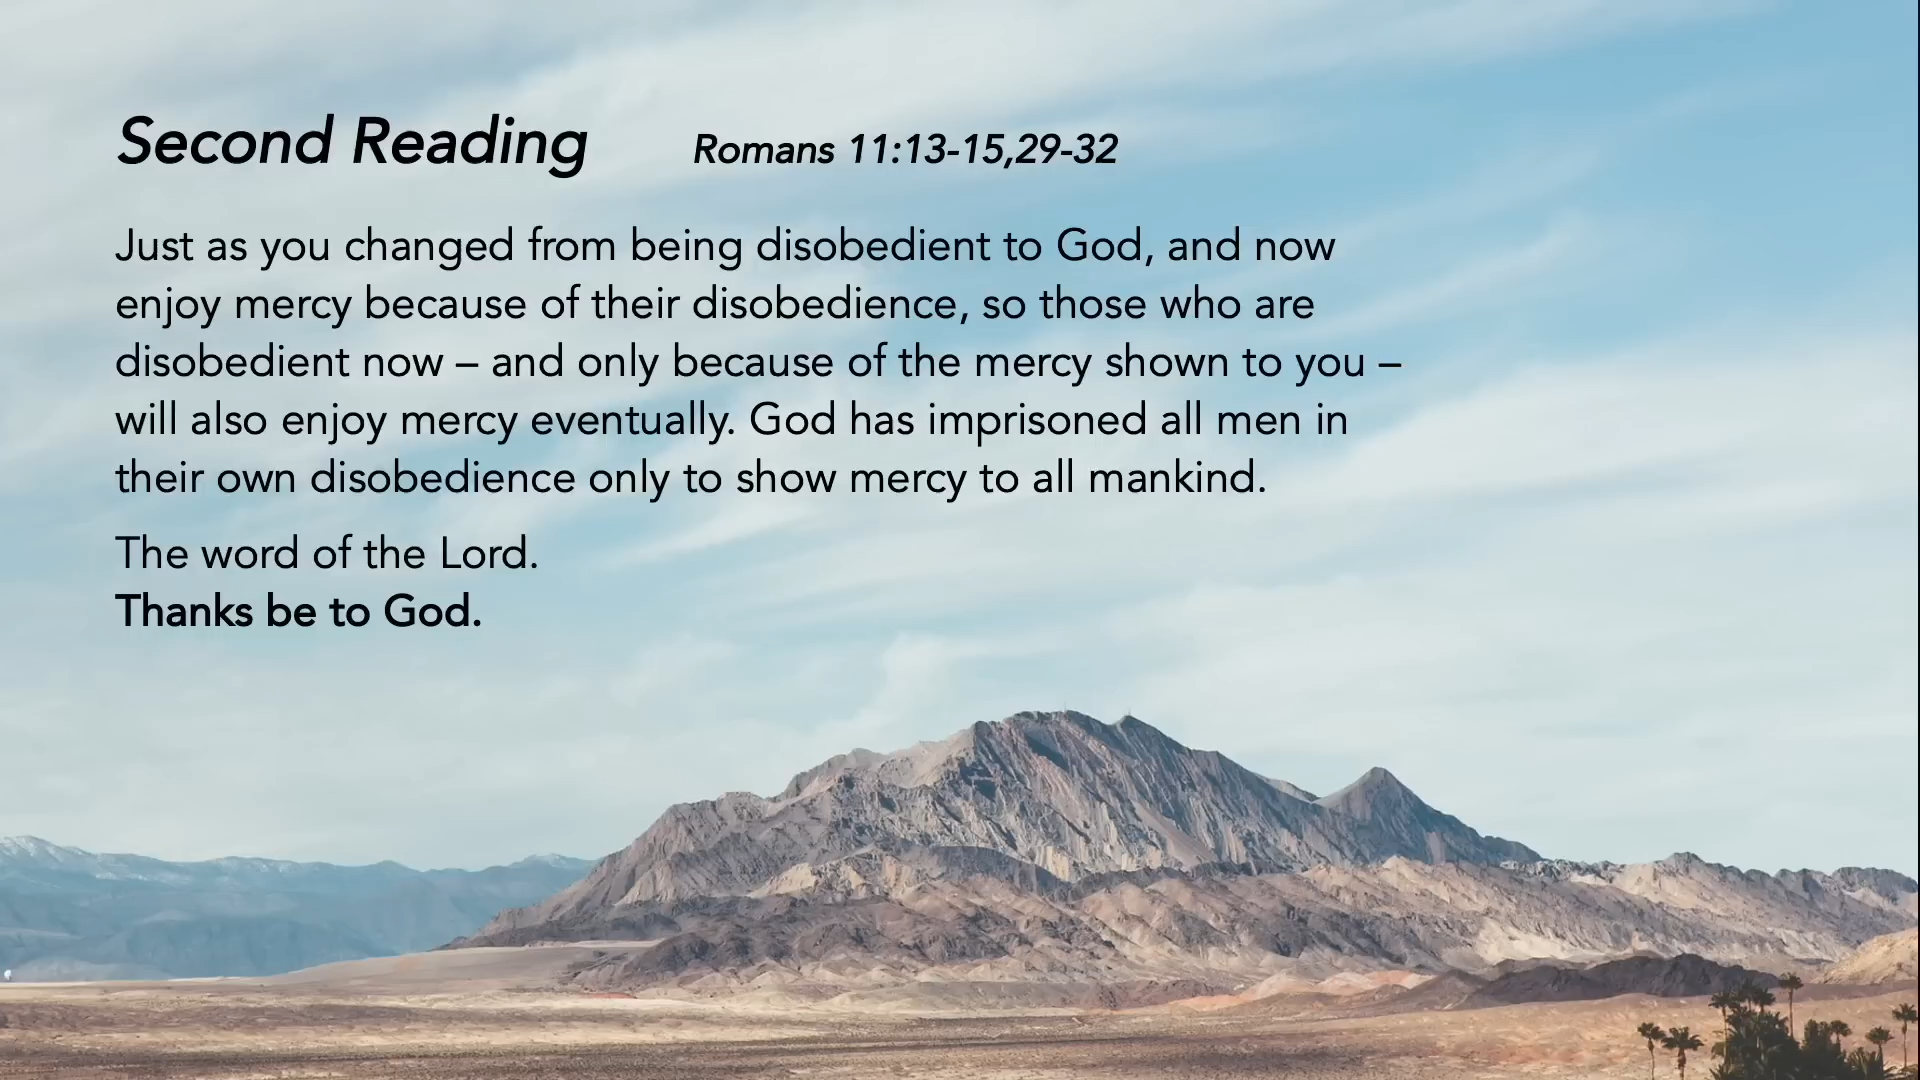 Second Reading Romans 11:13-15,29-32
Just as you changed from being disobedient to God, and now
enjoy mercy because of their disobedience, so those who are
disobedient now – and only because of the mercy shown to you –
will also enjoy mercy eventually. God has imprisoned all men in
their own disobedience only to show mercy to all mankind.
The word of the Lord.
Thanks be to God.